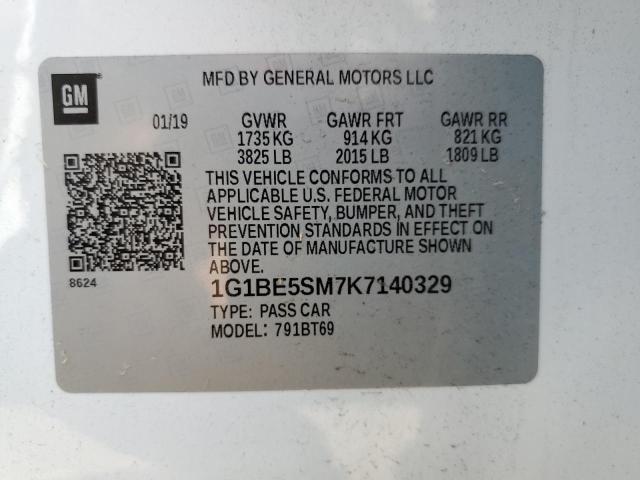 GM
MFD BY GENERAL MOTORS LLC
01/19 GVWR GAWR FRT GAWR RR
1735 KG 914 KG 821 KG
3825 LB 2015 LB 1809 LB
THIS VEHICLE CONFORMS TO ALL
APPLICABLE U.S. FEDERAL MOTOR
VEHICLE SAFETY, BUMPER, AND THEFT
PREVENTION STANDARDS IN EFFECT ON
THE DATE OF MANUFACTURE SHOWN
ABOVE.
8624
1G1BE5SM7K7140329
TYPE: PASS CAR
MODEL: 791BT69